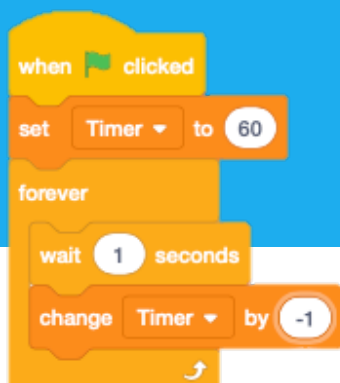 when clicked
set Timer to 60
forever
wait 1 seconds
change Timer by -1